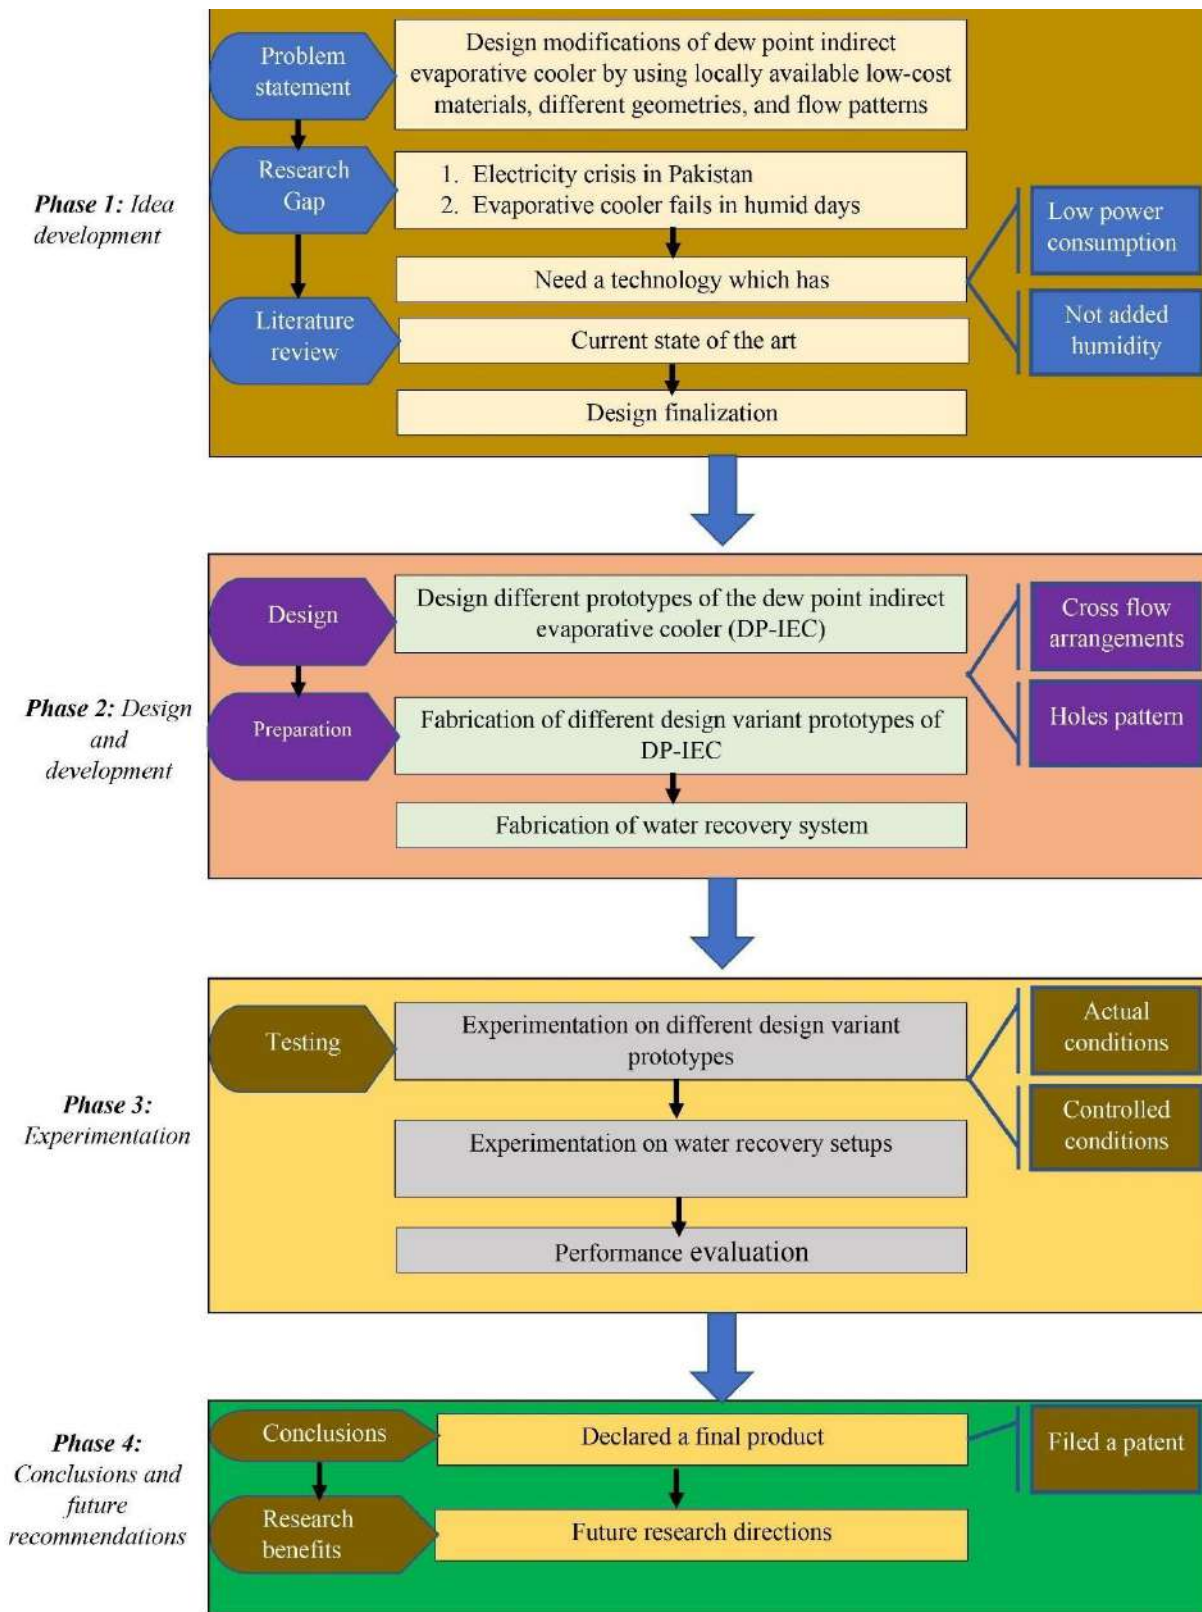 Problem
statement
Design modifications of dew point indirect
evaporative cooler by using locally available low-cost
materials, different geometries, and flow patterns
Phase 1: Idea
development
Research
Gap
1. Electricity crisis in Pakistan
2. Evaporative cooler fails in humid days
Low power
consumption
Need a technology which has
Not added
humidity
Literature
review
Current state of the art
Design finalization
Phase 2: Design
and
development
Design
Design different prototypes of the dew point indirect
evaporative cooler (DP-IEC)
Cross flow
arrangements
Preparation
Fabrication of different design variant prototypes of
DP-IEC
Holes pattern
Fabrication of water recovery system
Phase 3:
Experimentation
Testing
Experimentation on different design variant
prototypes
Actual
conditions
Controlled
conditions
Experimentation on water recovery setups
Performance evaluation
Phase 4:
Conclusions and
future
recommendations
Conclusions
Declared a final product
Filed a patent
Research
benefits
Future research directions